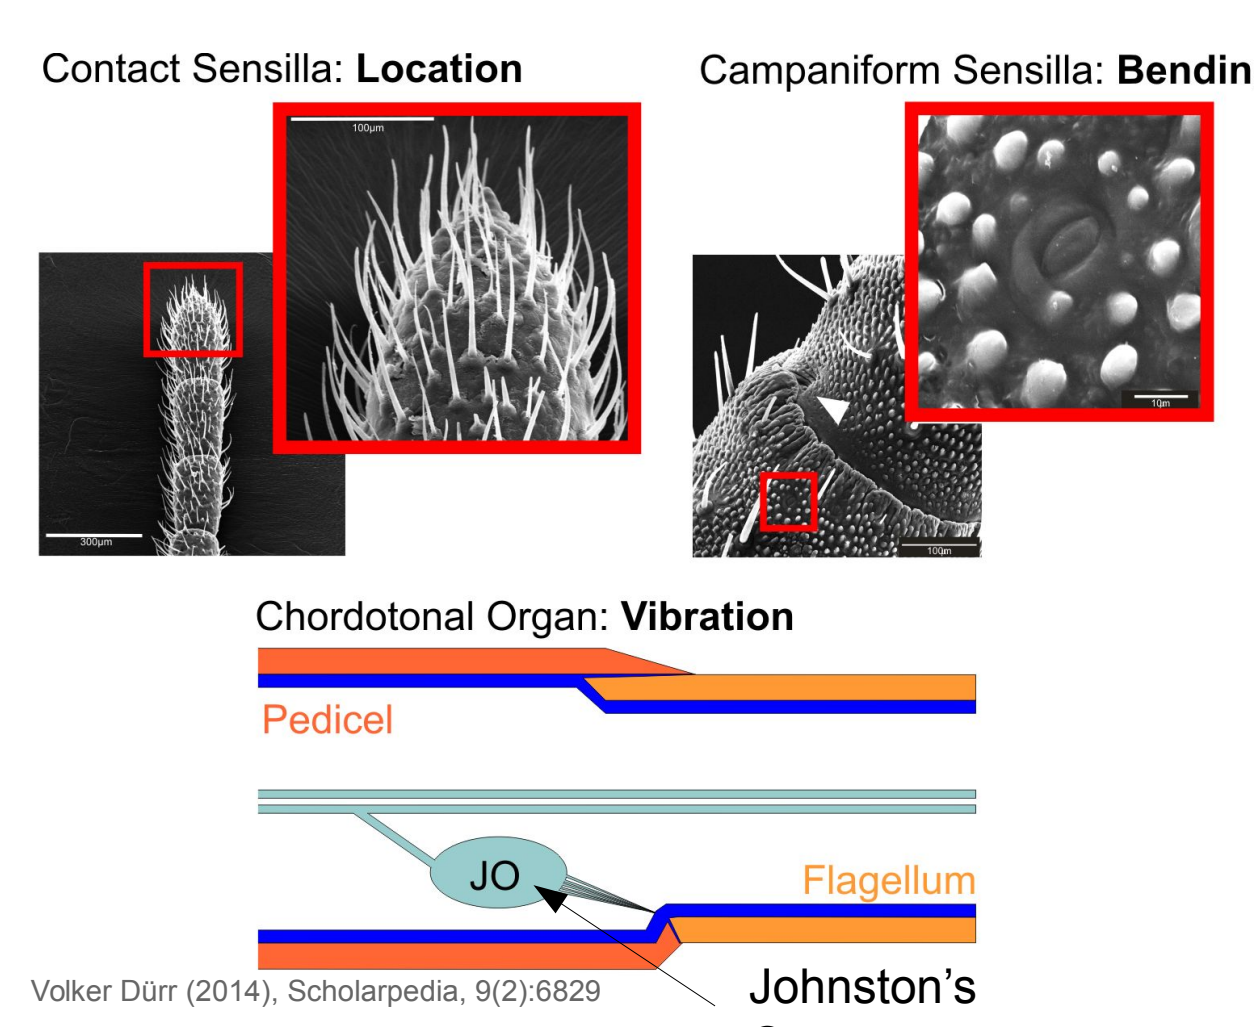 Contact Sensilla: Location
Campaniform Sensilla: Bendin
100µm
300µm
10µm
100µm
Chordotonal Organ: Vibration
Pedicel
JO
Flagellum
Volker Dürr (2014), Scholarpedia, 9(2):6829
Johnston's